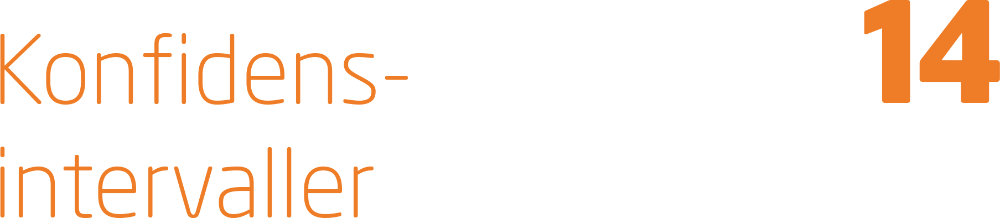 Konfidens- 14
intervaller